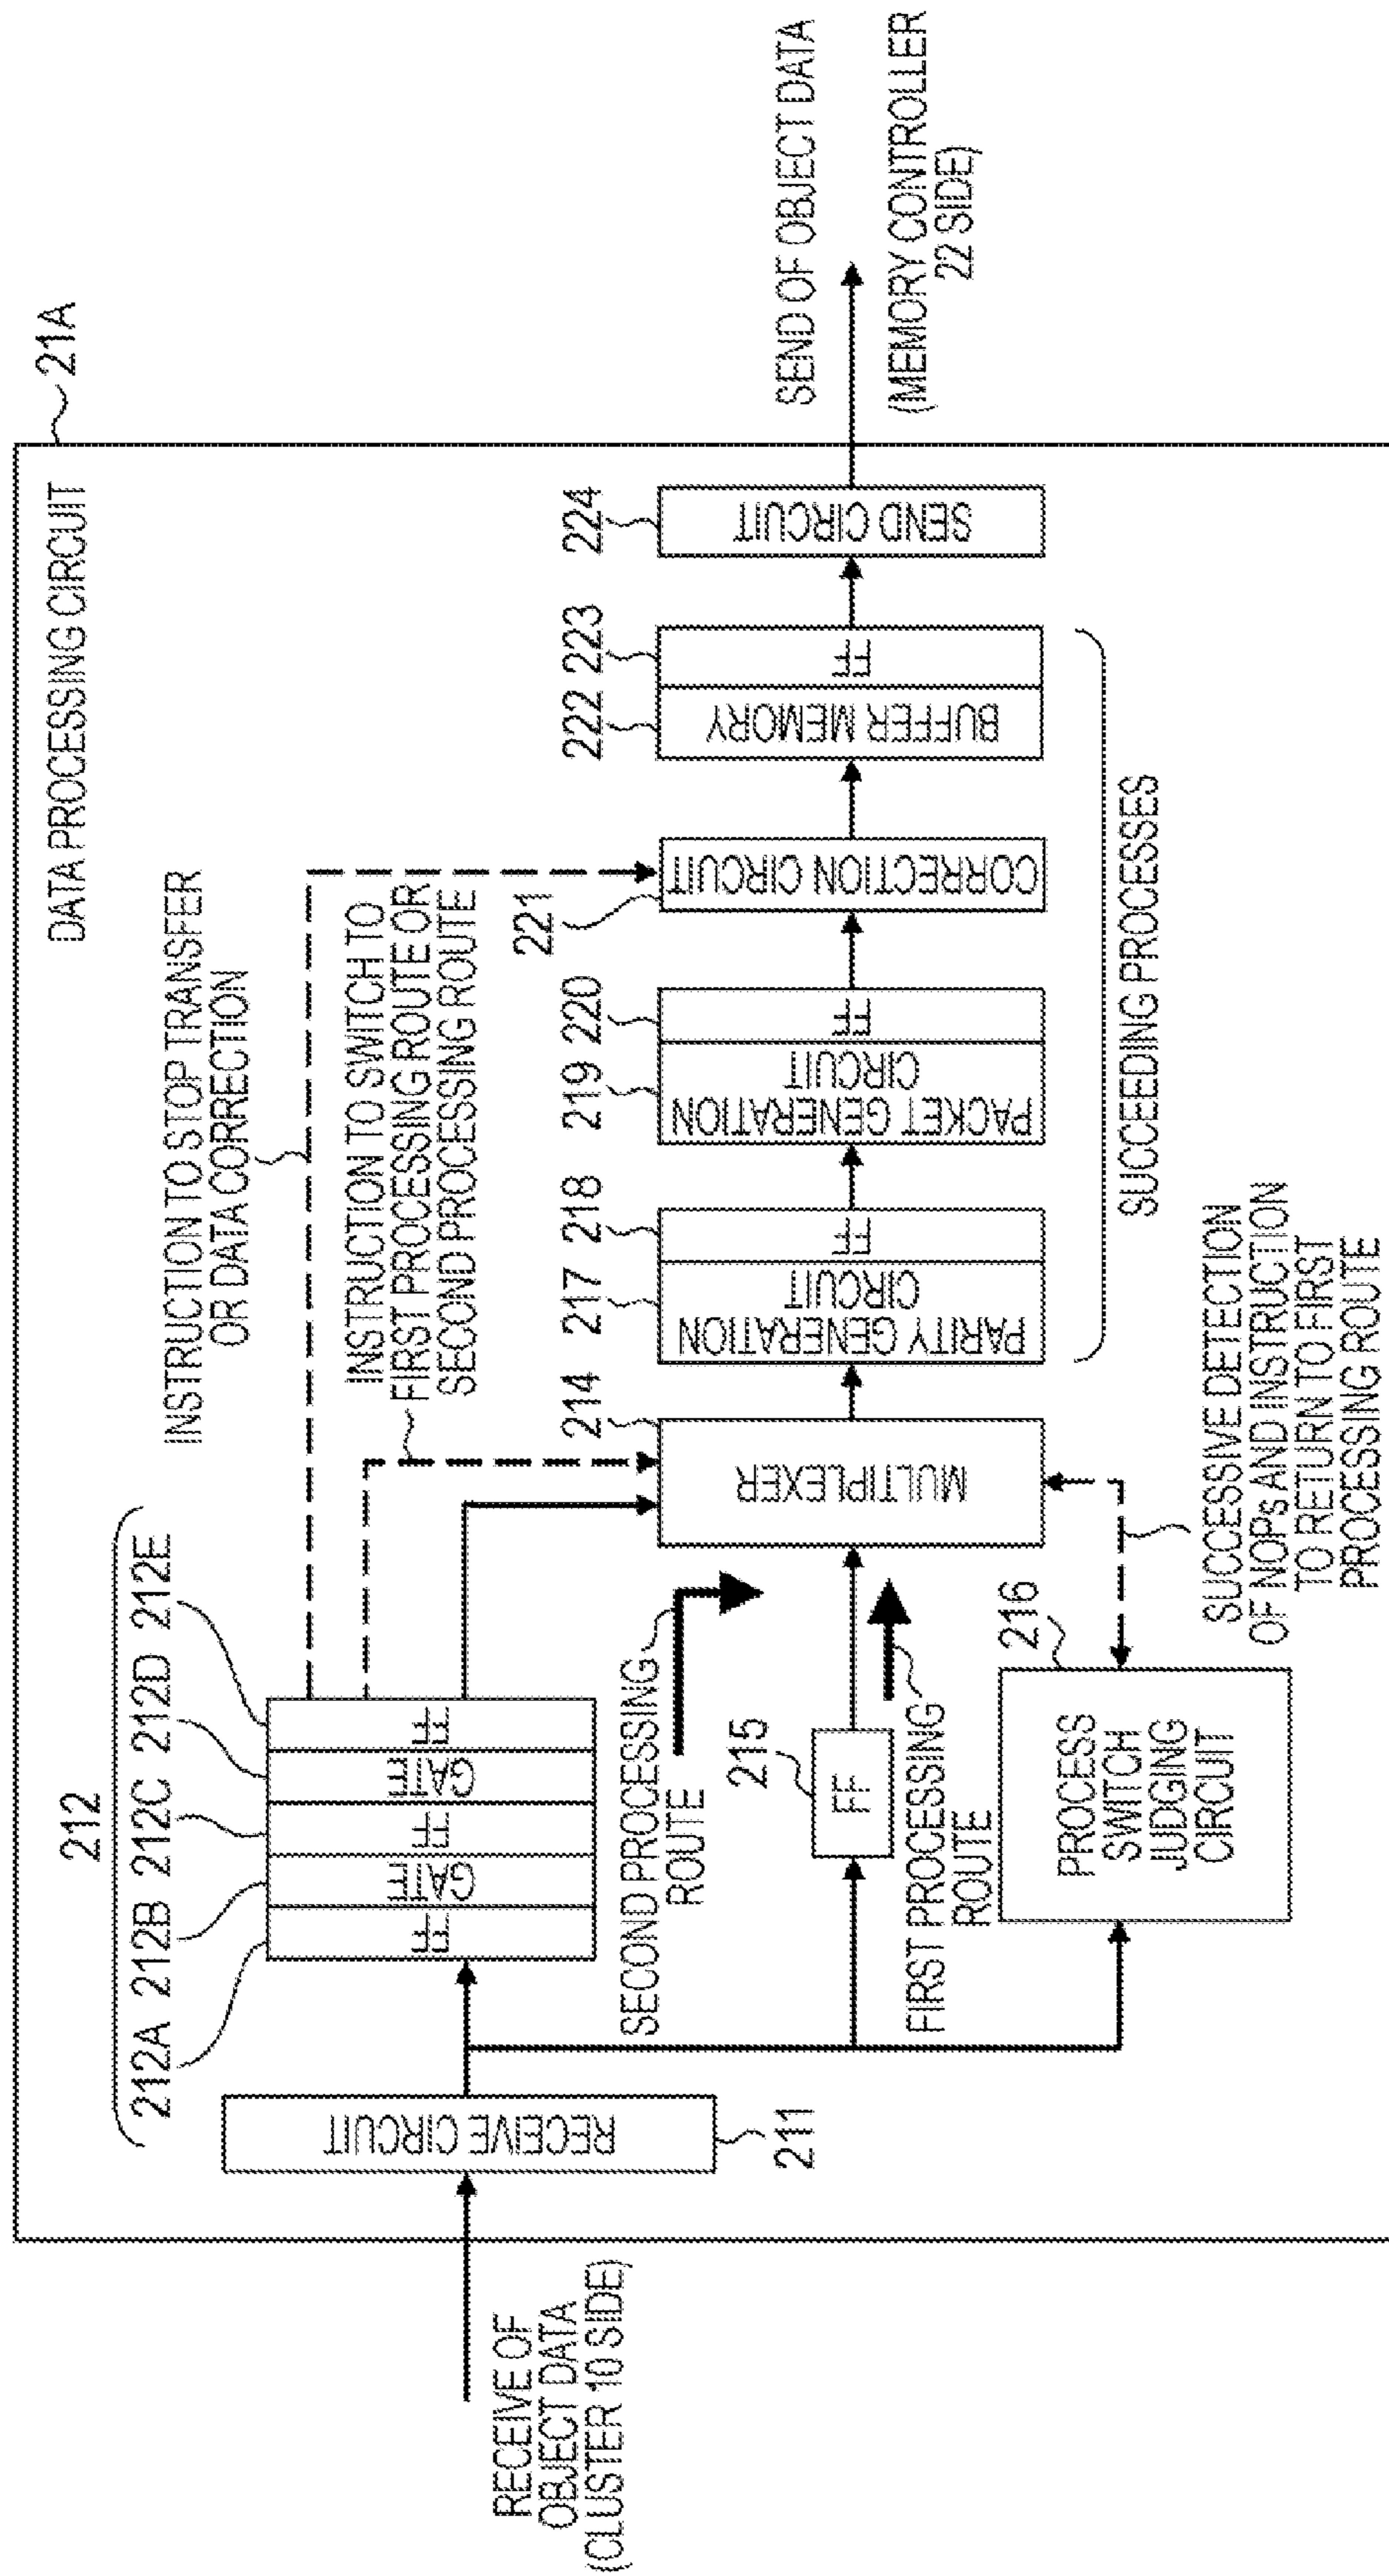 21A
DATA PROCESSING CIRCUIT
INSTRUCTION TO STOP TRANSFER
OR DATA CORRECTION
INSTRUCTION TO SWITCH TO
FIRST PROCESSING ROUTE OR
SECOND PROCESSING ROUTE
212
212A
212B
212C
212D
212E
FF
GATE
FF
GATE
FF
RECEIVE OF
OBJECT DATA
(CLUSTER 10 SIDE)
RECEIVE CIRCUIT
211
SECOND PROCESSING
ROUTE
215
FF
FIRST PROCESSING
ROUTE
216
PROCESS
SWITCH
JUDGING
CIRCUIT
214
MULTIPLEXER
217
218
PARITY GENERATION
CIRCUIT
FF
219
220
PACKET GENERATION
CIRCUIT
FF
221
CORRECTION CIRCUIT
222
223
BUFFER MEMORY
FF
224
SEND CIRCUIT
SEND OF OBJECT DATA
(MEMORY CONTROLLER
22 SIDE)
SUCCEEDING PROCESSES
SUCCESSIVE DETECTION
OF NOPs AND INSTRUCTION
TO RETURN TO FIRST
PROCESSING ROUTE